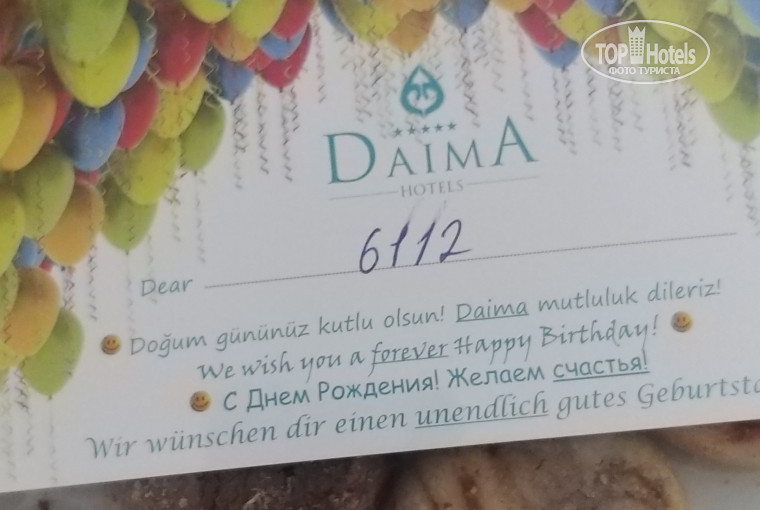 TOP Hotels
ФОТО ТУРИСТА
DAIMA
HOTELS
6112
Dear
Doğum gününüz kutlu olsun! Daima mutluluk dileriz!
We wish you a forever Happy Birthday!
С Днем Рождения! Желаем счастья!
Wir wünschen dir einen unendlich gutes Geburtsta